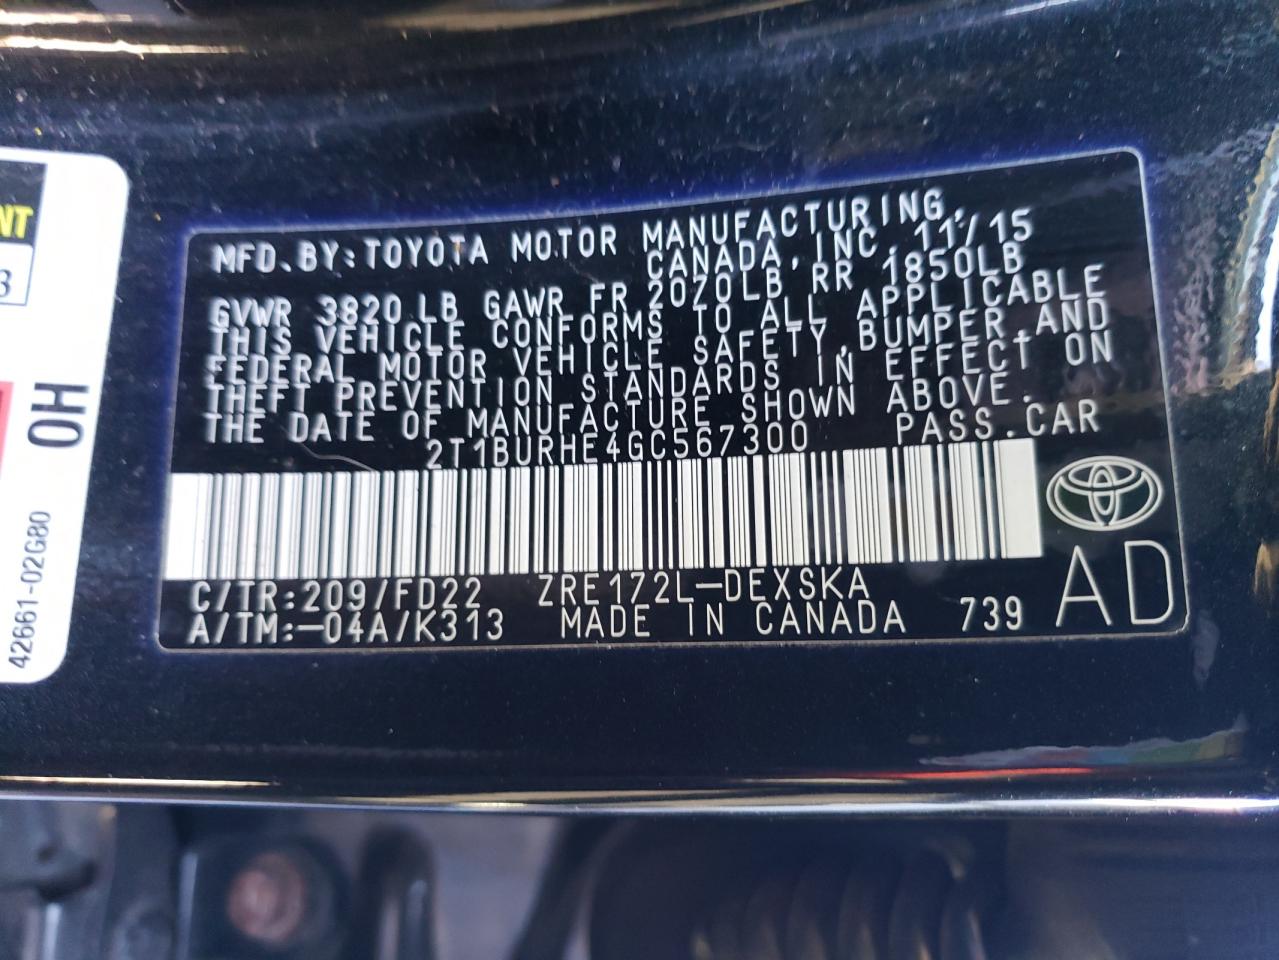 MFD.BY:TOYOTA MOTOR MANUFACTURING
CANADA,INC. 11/15
GVWR 3820LB GAWR FR 2070LB RR 1850LB
THIS VEHICLE CONFORMS TO ALL APPLICABLE
FEDERAL MOTOR VEHICLE SAFETY,BUMPER,AND
THEFT PREVENTION STANDARDS IN EFFECT ON
THE DATE OF MANUFACTURE SHOWN ABOVE.
2T1BURHE4GC567300 PASS.CAR
C/TR:209/FD22 ZRE172L-DEXSKA
A/TM:-04A/K313 MADE IN CANADA 739 AD
NT
3
OH
42661-02G80